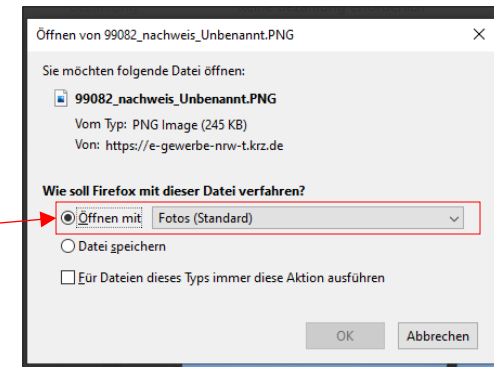 Öffnen von 99082_nachweis_Unbenannt.PNG
Sie möchten folgende Datei öffnen:
99082_nachweis_Unbenannt.PNG
Vom Typ: PNG Image (245 KB)
Von: https://e-gewerbe-nrw-t.krz.de
Wie soll Firefox mit dieser Datei verfahren?
Öffnen mit Fotos (Standard)
Datei speichern
Für Dateien dieses Typs immer diese Aktion ausführen
OK Abbrechen